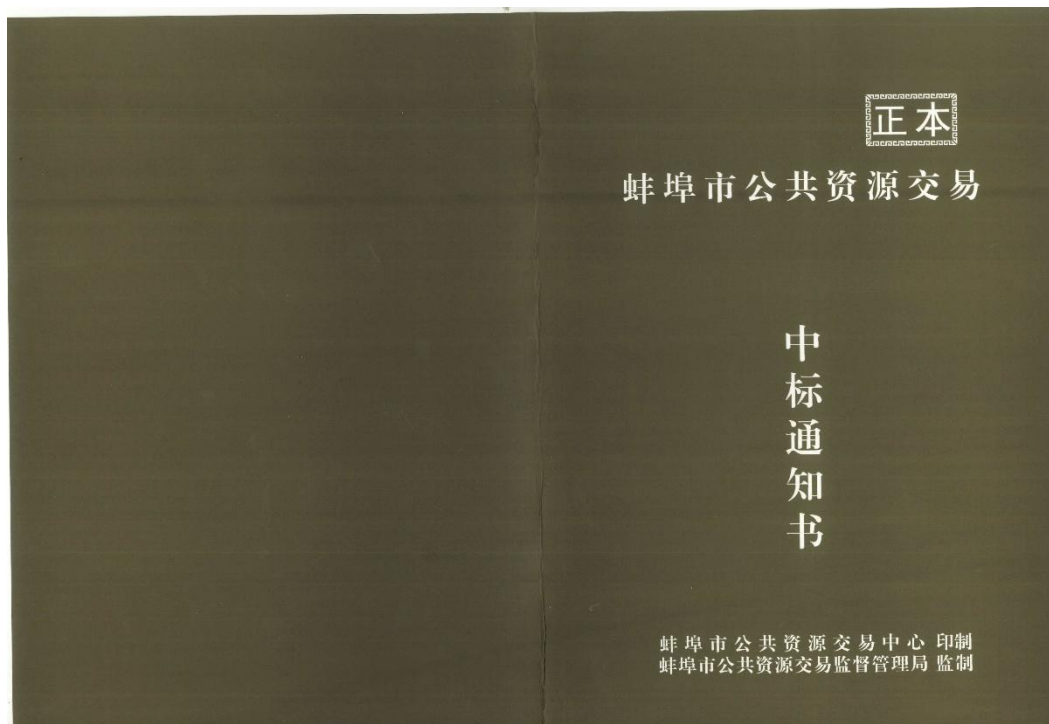 正本
蚌埠市公共资源交易
中标通知书
蚌埠市公共资源交易中心 印制
蚌埠市公共资源交易监督管理局 监制